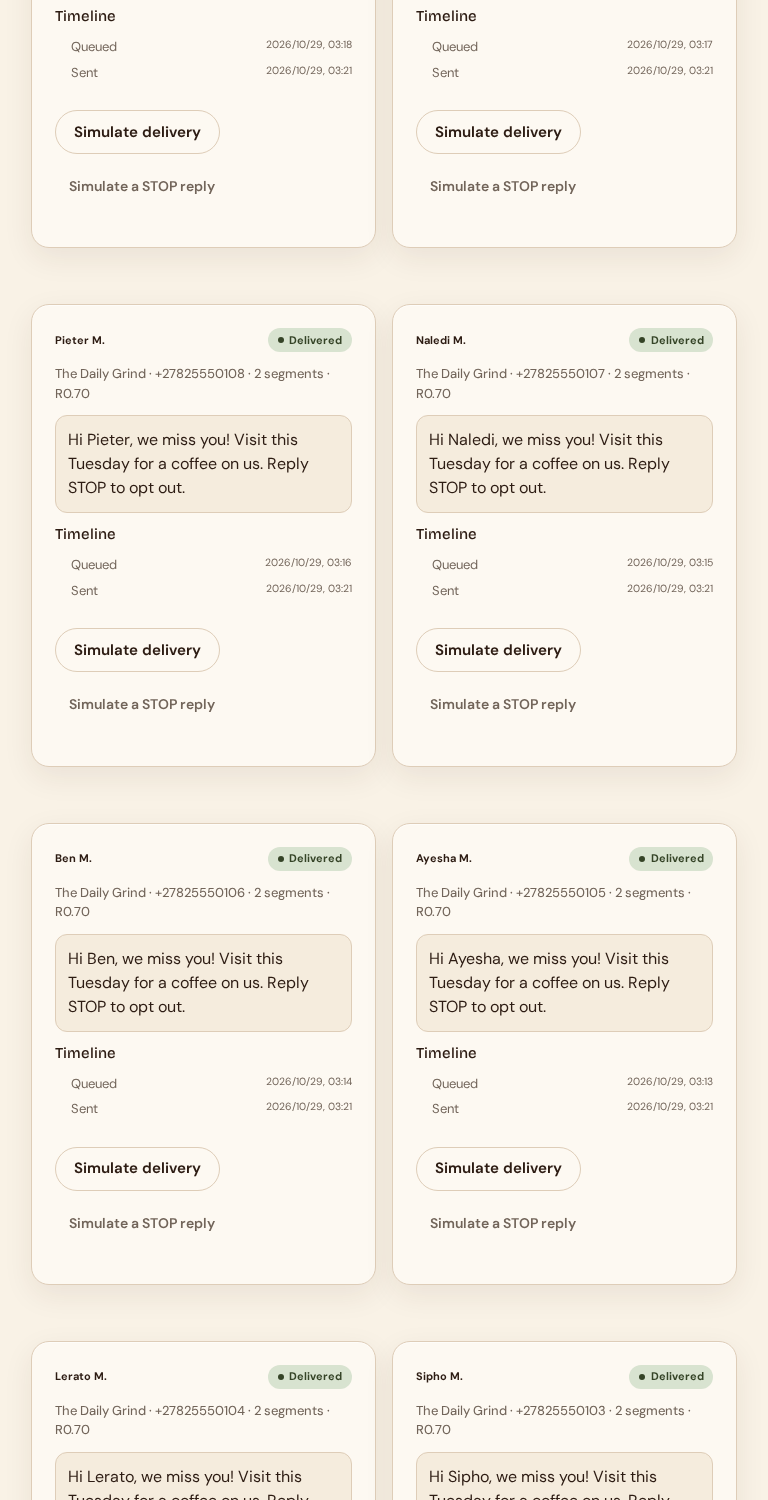 Timeline
Queued 2026/10/29, 03:18
Sent 2026/10/29, 03:21
Simulate delivery
Simulate a STOP reply
Timeline
Queued 2026/10/29, 03:17
Sent 2026/10/29, 03:21
Simulate delivery
Simulate a STOP reply
Pieter M. Delivered
The Daily Grind · +27825550108 · 2 segments ·
R0.70
Hi Pieter, we miss you! Visit this
Tuesday for a coffee on us. Reply
STOP to opt out.
Timeline
Queued 2026/10/29, 03:16
Sent 2026/10/29, 03:21
Simulate delivery
Simulate a STOP reply
Naledi M. Delivered
The Daily Grind · +27825550107 · 2 segments ·
R0.70
Hi Naledi, we miss you! Visit this
Tuesday for a coffee on us. Reply
STOP to opt out.
Timeline
Queued 2026/10/29, 03:15
Sent 2026/10/29, 03:21
Simulate delivery
Simulate a STOP reply
Ben M. Delivered
The Daily Grind · +27825550106 · 2 segments ·
R0.70
Hi Ben, we miss you! Visit this
Tuesday for a coffee on us. Reply
STOP to opt out.
Timeline
Queued 2026/10/29, 03:14
Sent 2026/10/29, 03:21
Simulate delivery
Simulate a STOP reply
Ayesha M. Delivered
The Daily Grind · +27825550105 · 2 segments ·
R0.70
Hi Ayesha, we miss you! Visit this
Tuesday for a coffee on us. Reply
STOP to opt out.
Timeline
Queued 2026/10/29, 03:13
Sent 2026/10/29, 03:21
Simulate delivery
Simulate a STOP reply
Lerato M. Delivered
The Daily Grind · +27825550104 · 2 segments ·
R0.70
Hi Lerato, we miss you! Visit this
Tuesday for a coffee on us. Reply
Sipho M. Delivered
The Daily Grind · +27825550103 · 2 segments ·
R0.70
Hi Sipho, we miss you! Visit this
Tuesday for a coffee on us. Reply